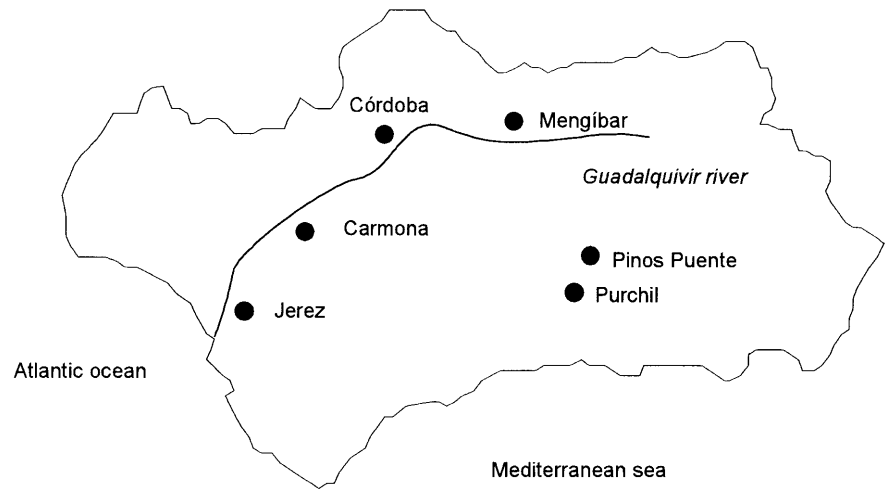 Córdoba
Mengíbar
Guadalquivir river
Carmona
Pinos Puente
Purchil
Jerez
Atlantic ocean
Mediterranean sea